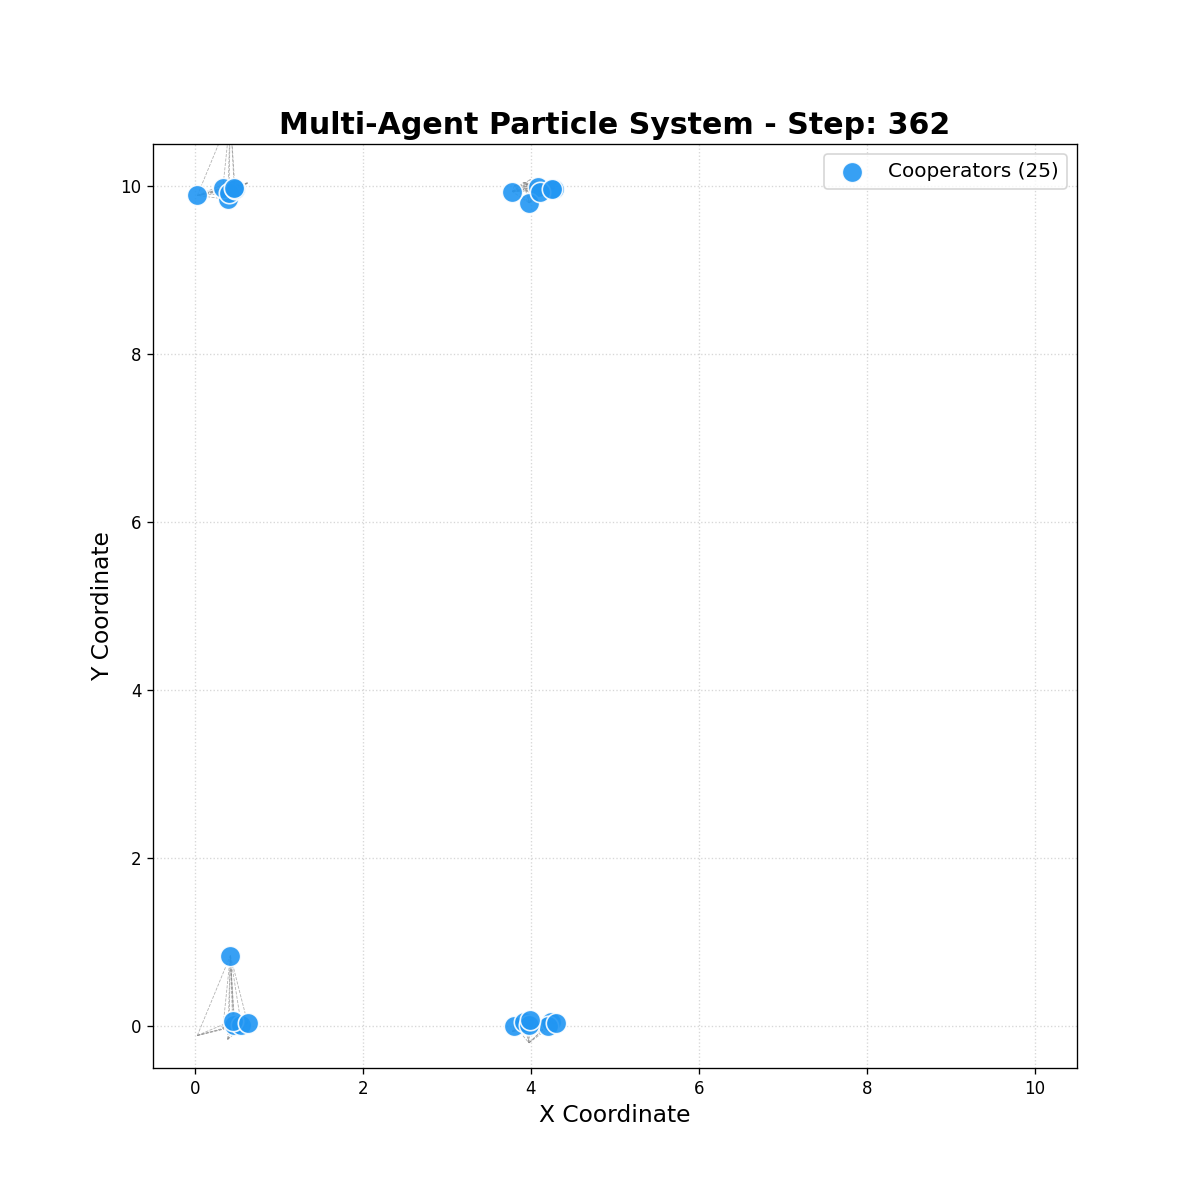 Multi-Agent Particle System - Step: 362
Cooperators (25)
10
8
6
4
2
0
Y Coordinate
0 2 4 6 8 10
X Coordinate